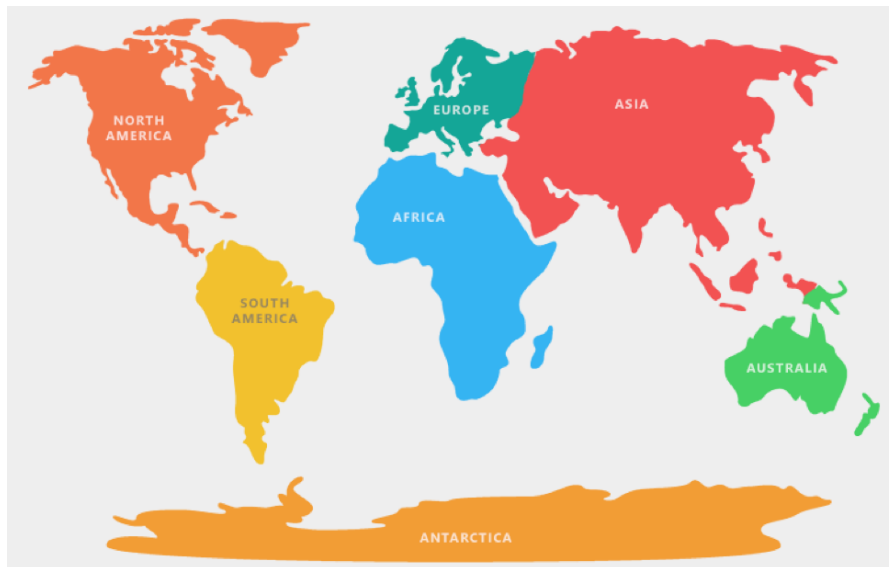 NORTH
AMERICA
EUROPE
ASIA
AFRICA
SOUTH
AMERICA
AUSTRALIA
ANTARCTICA